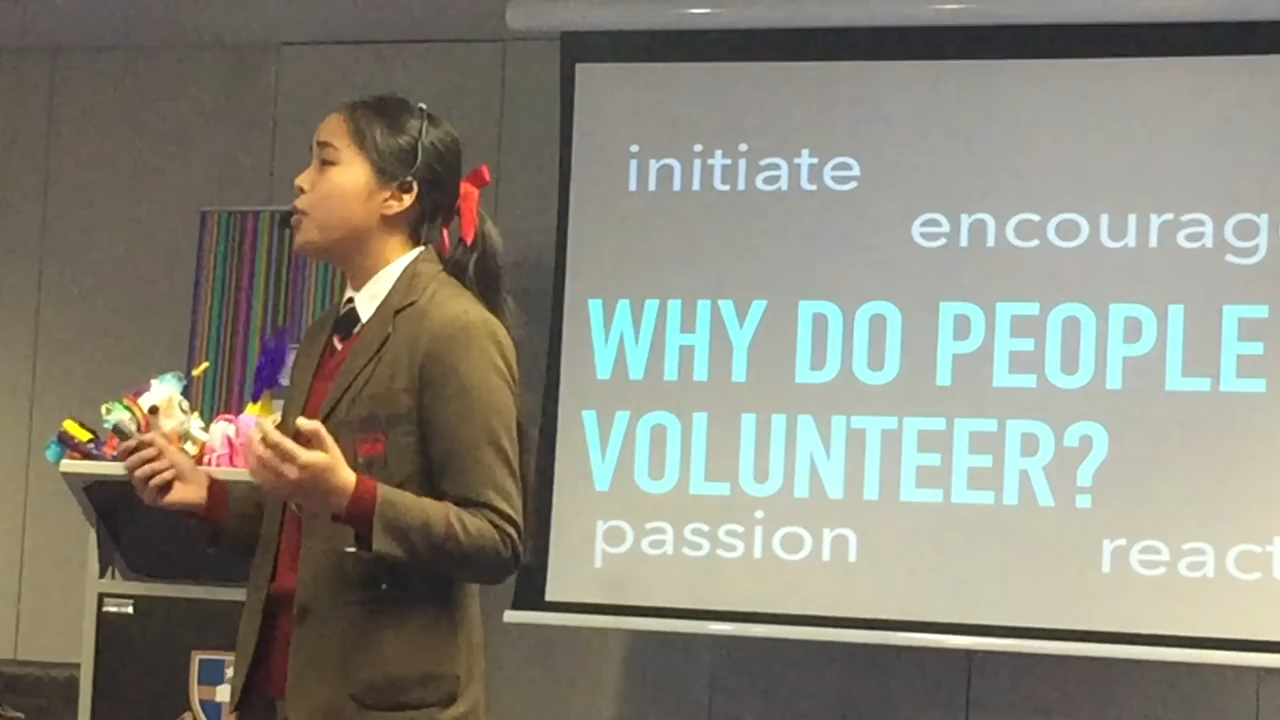 initiate
encourag
WHY DO PEOPLE
VOLUNTEER?
passion
react